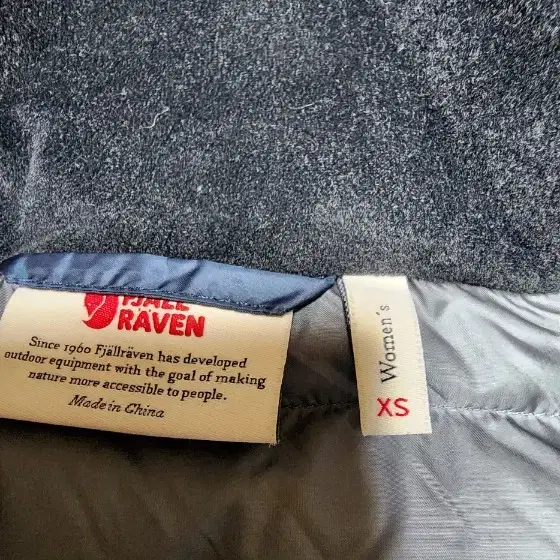 FJÄLL
RÄVEN
Since 1960 Fjällräven has developed
outdoor equipment with the goal of making
nature more accessible to people.
Made in China
Women´s
XS